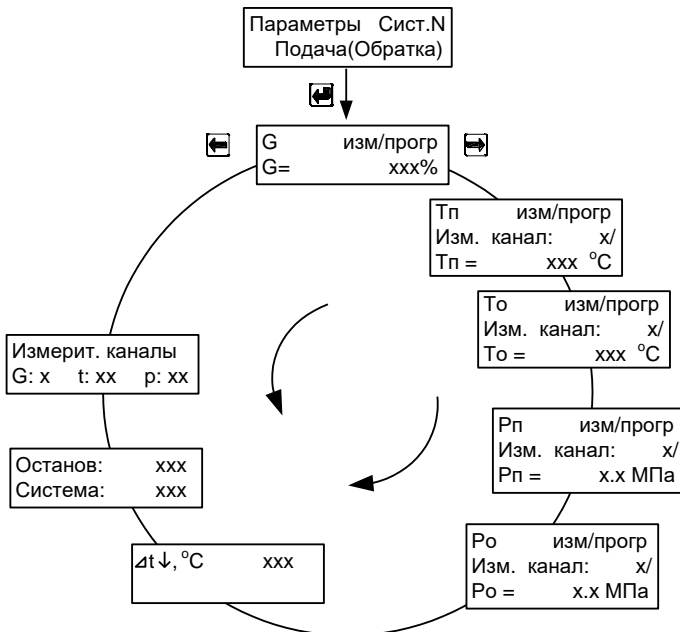 Параметры Сист.N
Подача(Обратка)
G изм/прогр
G= xxx%
Тп изм/прогр
Изм. канал: x/
Тп = xxx °C
То изм/прогр
Изм. канал: x/
То = xxx °C
Рп изм/прогр
Изм. канал: x/
Рп = x.x МПа
Ро изм/прогр
Изм. канал: x/
Ро = x.x МПа
⊿t↓, °C xxx
Останов: xxx
Система: xxx
Измерит. каналы
G: x t: xx p: xx